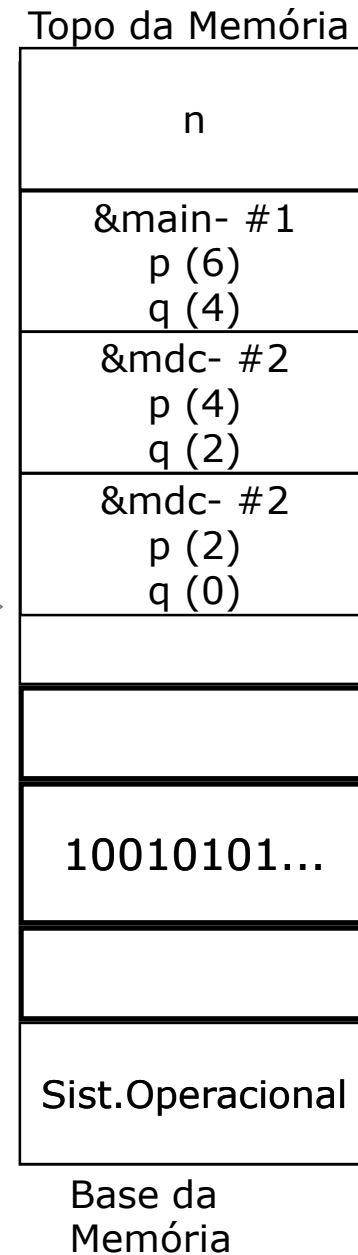 Topo da Memória
n
&main- #1
p (6)
q (4)
&mdc- #2
p (4)
q (2)
&mdc- #2
p (2)
q (0)
10010101...
Sist.Operacional
Base da
Memória